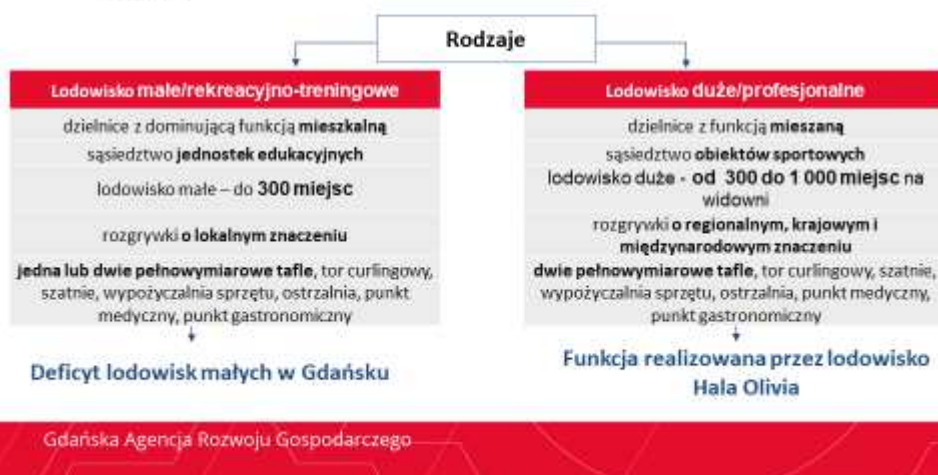 Rodzaje
Lodowisko małe/rekreacyjno-treningowe
dzielnice z dominującą funkcją mieszkalną
sąsiedztwo jednostek edukacyjnych
lodowisko małe – do 300 miejsc
rozgrywki o lokalnym znaczeniu
jedna lub dwie pełnowymiarowe tafle, tor curlingowy,
szatnie, wypożyczalnia sprzętu, ostrzalnia, punkt
medyczny, punkt gastronomiczny
Deficyt lodowisk małych w Gdańsku
Lodowisko duże/profesjonalne
dzielnice z funkcją mieszaną
sąsiedztwo obiektów sportowych
lodowisko duże - od 300 do 1 000 miejsc na
widowni
rozgrywki o regionalnym, krajowym i
międzynarodowym znaczeniu
dwie pełnowymiarowe tafle, tor curlingowy, szatnie,
wypożyczalnia sprzętu, ostrzalnia, punkt medyczny,
punkt gastronomiczny
Funkcja realizowana przez lodowisko
Hala Olivia
Gdańska Agencja Rozwoju Gospodarczego